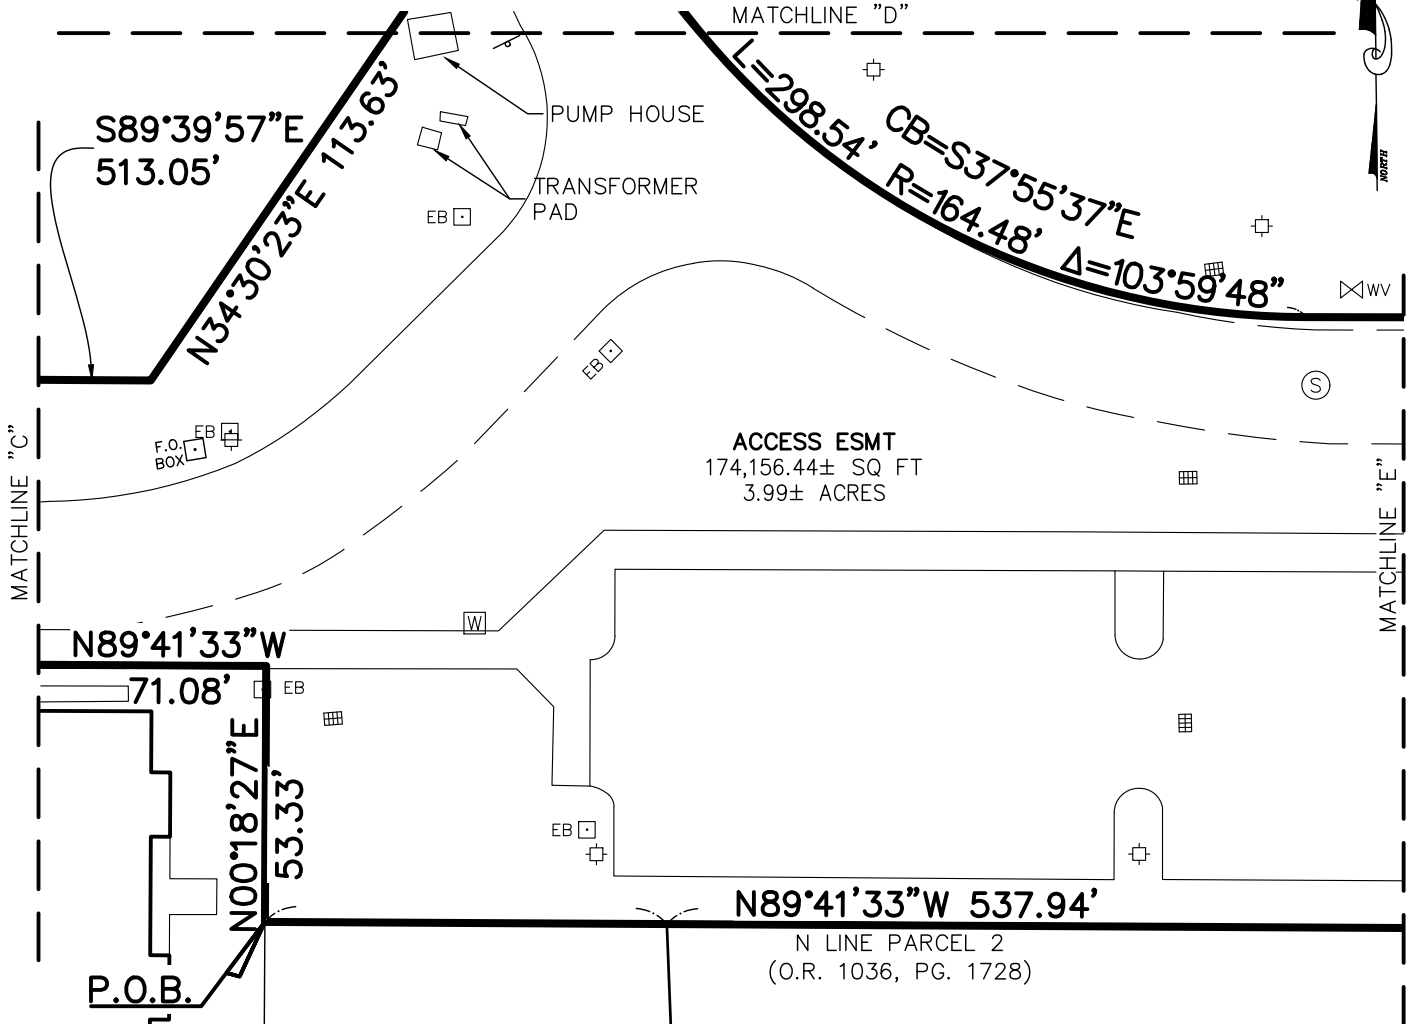 MATCHLINE "D"
S89°39'57"E
513.05'
N34°30'23"E 113.63'
PUMP HOUSE
TRANSFORMER
PAD
EB
L=298.54'
CB=S37°55'37"E
R=164.48'
Δ=103°59'48"
NORTH
WV
EB
S
EB
F.O.
BOX
MATCHLINE "C"
ACCESS ESMT
174,156.44± SQ FT
3.99± ACRES
MATCHLINE "E"
W
N89°41'33"W
71.08'
EB
N00°18'27"E
53.33'
EB
N89°41'33"W 537.94'
N LINE PARCEL 2
(O.R. 1036, PG. 1728)
P.O.B.